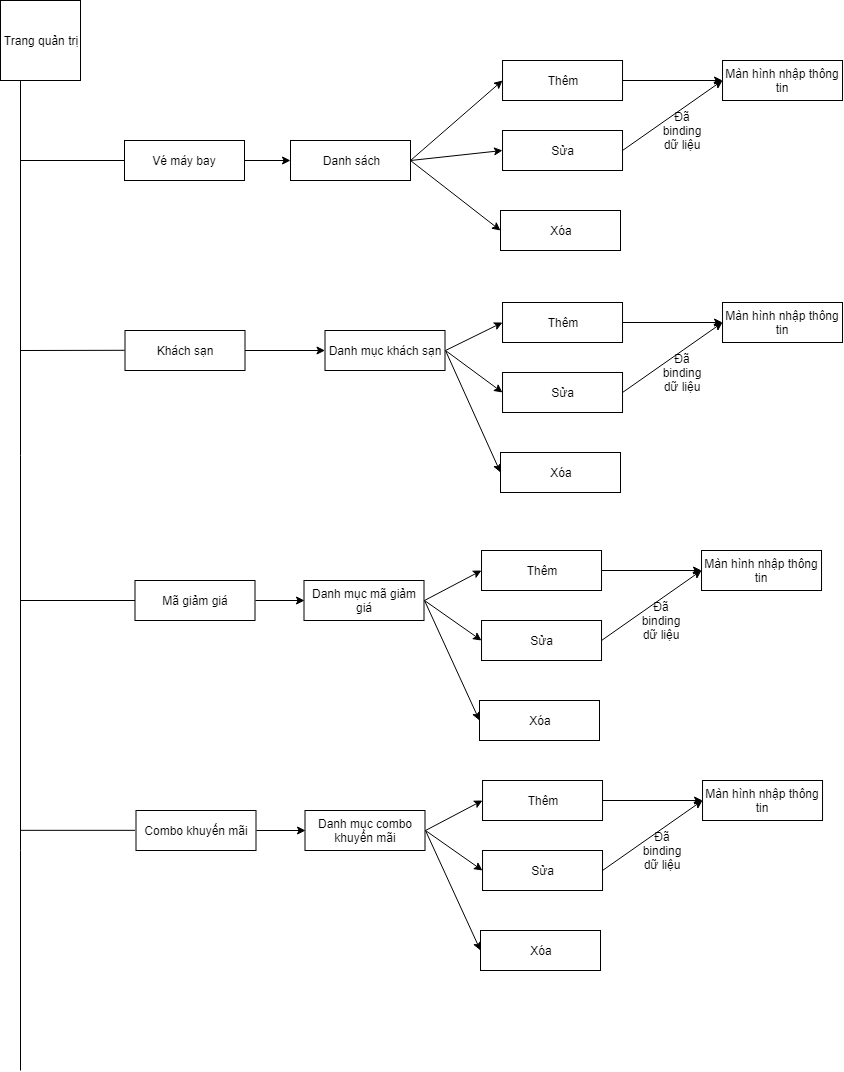 Trang quản trị
Thêm
Màn hình nhập thông
tin
Đã
binding
dữ liệu
Vé máy bay
Danh sách
Sửa
Xóa
Thêm
Màn hình nhập thông
tin
Đã
binding
dữ liệu
Khách sạn
Danh mục khách sạn
Sửa
Xóa
Thêm
Màn hình nhập thông
tin
Đã
binding
dữ liệu
Mã giảm giá
Danh mục mã giảm
giá
Sửa
Xóa
Thêm
Màn hình nhập thông
tin
Đã
binding
dữ liệu
Combo khuyến mãi
Danh mục combo
khuyến mãi
Sửa
Xóa